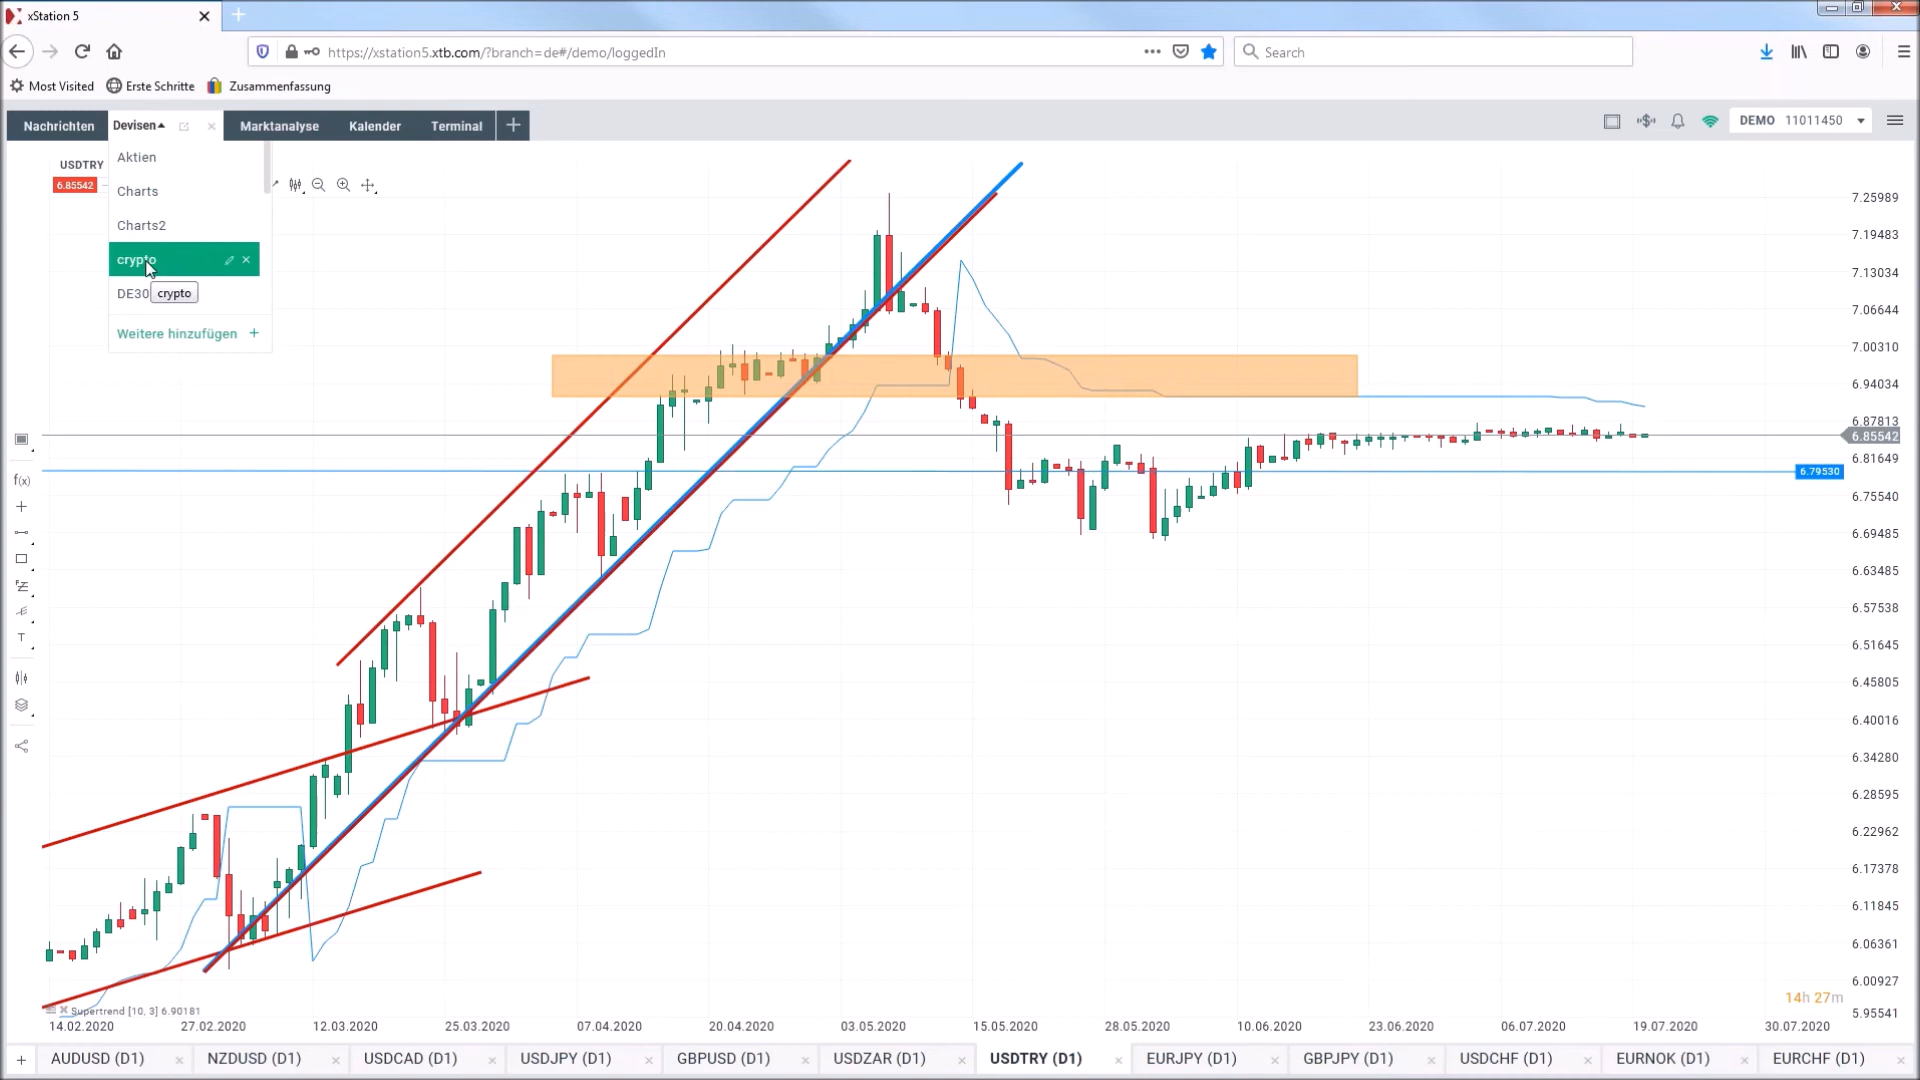 xStation 5
https://xstation5.xtb.com/?branch=de#/demo/loggedIn
Search
Most Visited
Erste Schritte
Zusammenfassung
Nachrichten
Devisen
Marktanalyse
Kalender
Terminal
DEMO 11011450
USDTRY
6.85542
Aktien
Charts
Charts2
crypto
DE30
crypto
Weitere hinzufügen +
7.25989
7.19483
7.13034
7.06644
7.00310
6.94034
6.87813
6.85542
6.81649
6.79530
6.75540
6.69485
6.63485
6.57538
6.51645
6.45805
6.40016
6.34280
6.28595
6.22962
6.17378
6.11845
6.06361
6.00927
5.95541
f(x)
T
14h 27m
Supertrend [10, 3] 6.90181
14.02.2020
27.02.2020
12.03.2020
25.03.2020
07.04.2020
20.04.2020
03.05.2020
15.05.2020
28.05.2020
10.06.2020
23.06.2020
06.07.2020
19.07.2020
30.07.2020
AUDUSD (D1)
NZDUSD (D1)
USDCAD (D1)
USDJPY (D1)
GBPUSD (D1)
USDZAR (D1)
USDTRY (D1)
EURJPY (D1)
GBPJPY (D1)
USDCHF (D1)
EURNOK (D1)
EURCHF (D1)